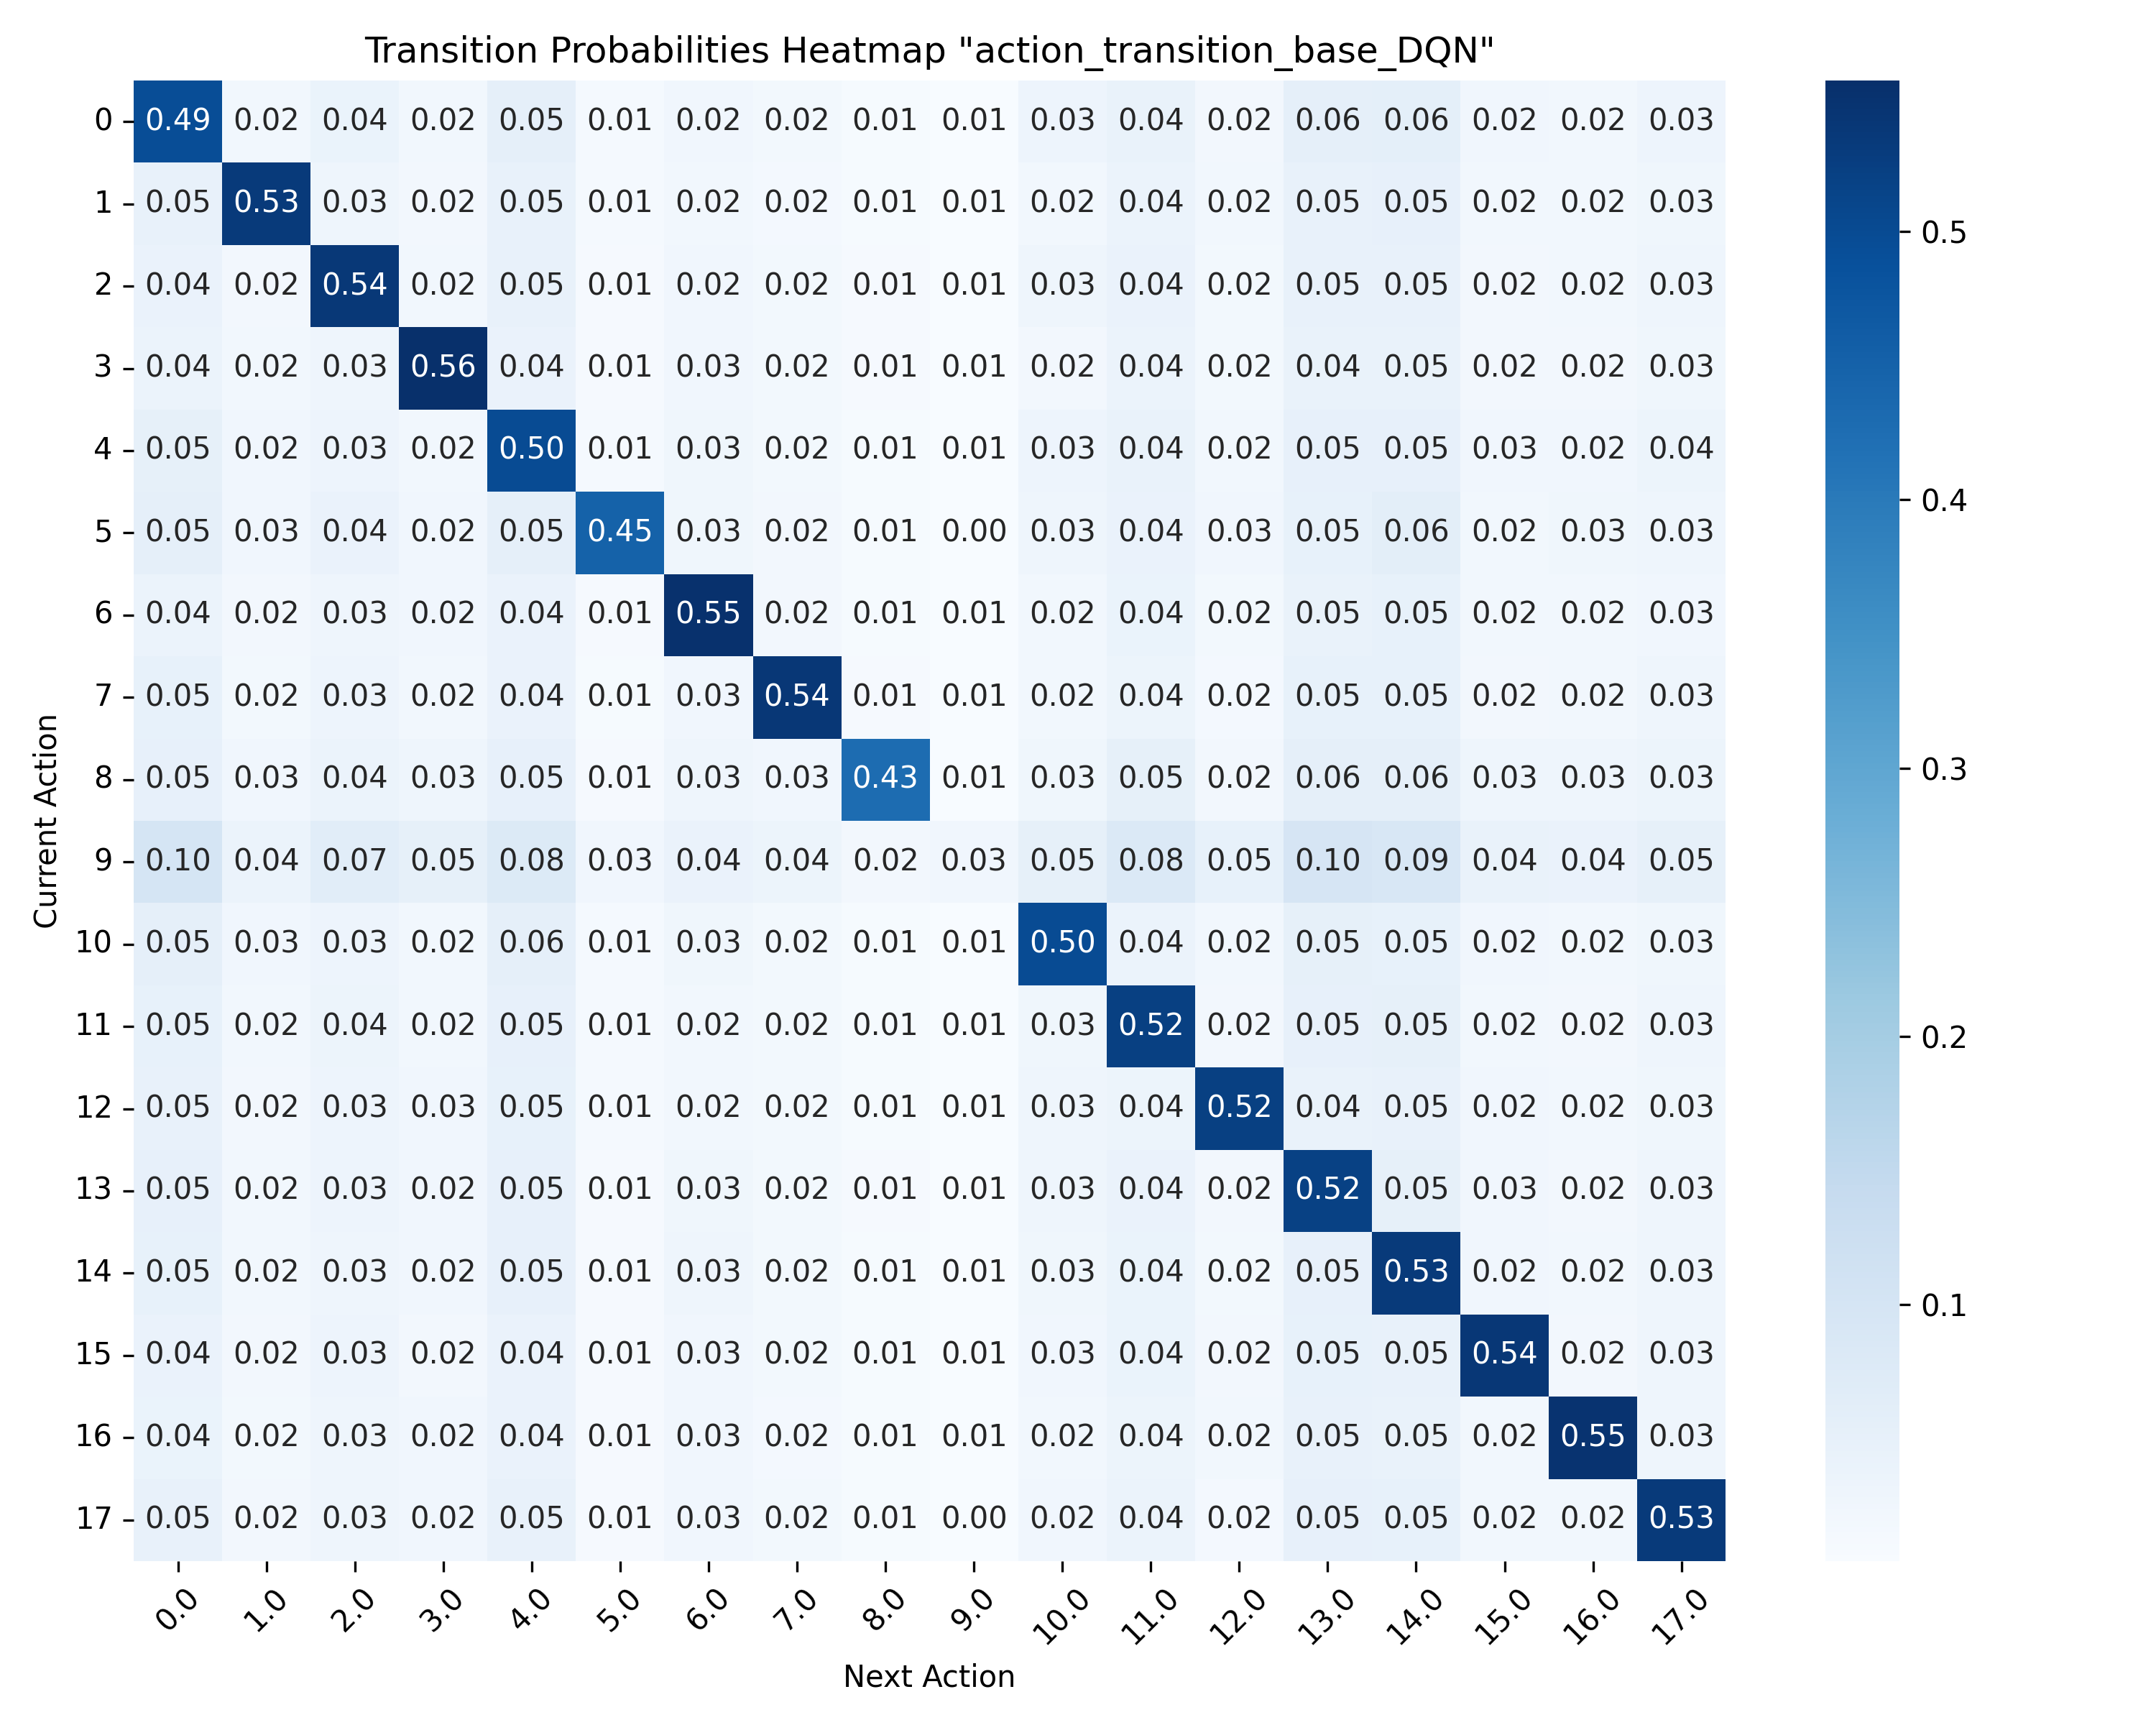 Transition Probabilities Heatmap "action_transition_base_DQN"
0 0.49 0.02 0.04 0.02 0.05 0.01 0.02 0.02 0.01 0.01 0.03 0.04 0.02 0.06 0.06 0.02 0.02 0.03
1 0.05 0.53 0.03 0.02 0.05 0.01 0.02 0.02 0.01 0.01 0.02 0.04 0.02 0.05 0.05 0.02 0.02 0.03
2 0.04 0.02 0.54 0.02 0.05 0.01 0.02 0.02 0.01 0.01 0.03 0.04 0.02 0.05 0.05 0.02 0.02 0.03
3 0.04 0.02 0.03 0.56 0.04 0.01 0.03 0.02 0.01 0.01 0.02 0.04 0.02 0.04 0.05 0.02 0.02 0.03
4 0.05 0.02 0.03 0.02 0.50 0.01 0.03 0.02 0.01 0.01 0.03 0.04 0.02 0.05 0.05 0.03 0.02 0.04
5 0.05 0.03 0.04 0.02 0.05 0.45 0.03 0.02 0.01 0.00 0.03 0.04 0.03 0.05 0.06 0.02 0.03 0.03
6 0.04 0.02 0.03 0.02 0.04 0.01 0.55 0.02 0.01 0.01 0.02 0.04 0.02 0.05 0.05 0.02 0.02 0.03
7 0.05 0.02 0.03 0.02 0.04 0.01 0.03 0.54 0.01 0.01 0.02 0.04 0.02 0.05 0.05 0.02 0.02 0.03
8 0.05 0.03 0.04 0.03 0.05 0.01 0.03 0.03 0.43 0.01 0.03 0.05 0.02 0.06 0.06 0.03 0.03 0.03
9 0.10 0.04 0.07 0.05 0.08 0.03 0.04 0.04 0.02 0.03 0.05 0.08 0.05 0.10 0.09 0.04 0.04 0.05
10 0.05 0.03 0.03 0.02 0.06 0.01 0.03 0.02 0.01 0.01 0.50 0.04 0.02 0.05 0.05 0.02 0.02 0.03
11 0.05 0.02 0.04 0.02 0.05 0.01 0.02 0.02 0.01 0.01 0.03 0.52 0.02 0.05 0.05 0.02 0.02 0.03
12 0.05 0.02 0.03 0.03 0.05 0.01 0.02 0.02 0.01 0.01 0.03 0.04 0.52 0.04 0.05 0.02 0.02 0.03
13 0.05 0.02 0.03 0.02 0.05 0.01 0.03 0.02 0.01 0.01 0.03 0.04 0.02 0.52 0.05 0.03 0.02 0.03
14 0.05 0.02 0.03 0.02 0.05 0.01 0.03 0.02 0.01 0.01 0.03 0.04 0.02 0.05 0.53 0.02 0.02 0.03
15 0.04 0.02 0.03 0.02 0.04 0.01 0.03 0.02 0.01 0.01 0.03 0.04 0.02 0.05 0.05 0.54 0.02 0.03
16 0.04 0.02 0.03 0.02 0.04 0.01 0.03 0.02 0.01 0.01 0.02 0.04 0.02 0.05 0.05 0.02 0.55 0.03
17 0.05 0.02 0.03 0.02 0.05 0.01 0.03 0.02 0.01 0.00 0.02 0.04 0.02 0.05 0.05 0.02 0.02 0.53
0.0 1.0 2.0 3.0 4.0 5.0 6.0 7.0 8.0 9.0 10.0 11.0 12.0 13.0 14.0 15.0 16.0 17.0
Next Action
Current Action
0.5
0.4
0.3
0.2
0.1